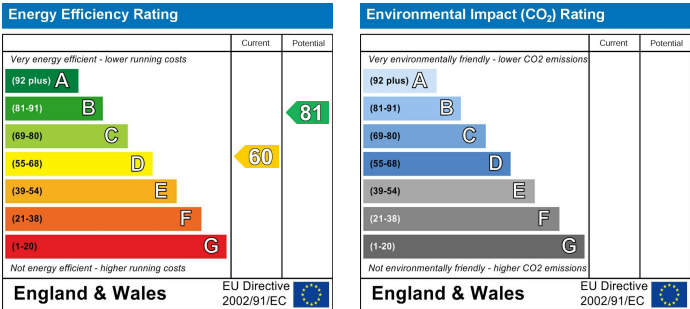 Energy Efficiency Rating
Current Potential
Very energy efficient - lower running costs
(92 plus) A
(81-91) B
81
(69-80) C
(55-68) D
60
(39-54) E
(21-38) F
(1-20) G
Not energy efficient - higher running costs
England & Wales
EU Directive
2002/91/EC
Environmental Impact (CO₂) Rating
Current Potential
Very environmentally friendly - lower CO2 emissions
(92 plus) A
(81-91) B
(69-80) C
(55-68) D
(39-54) E
(21-38) F
(1-20) G
Not environmentally friendly - higher CO2 emissions
England & Wales
EU Directive
2002/91/EC